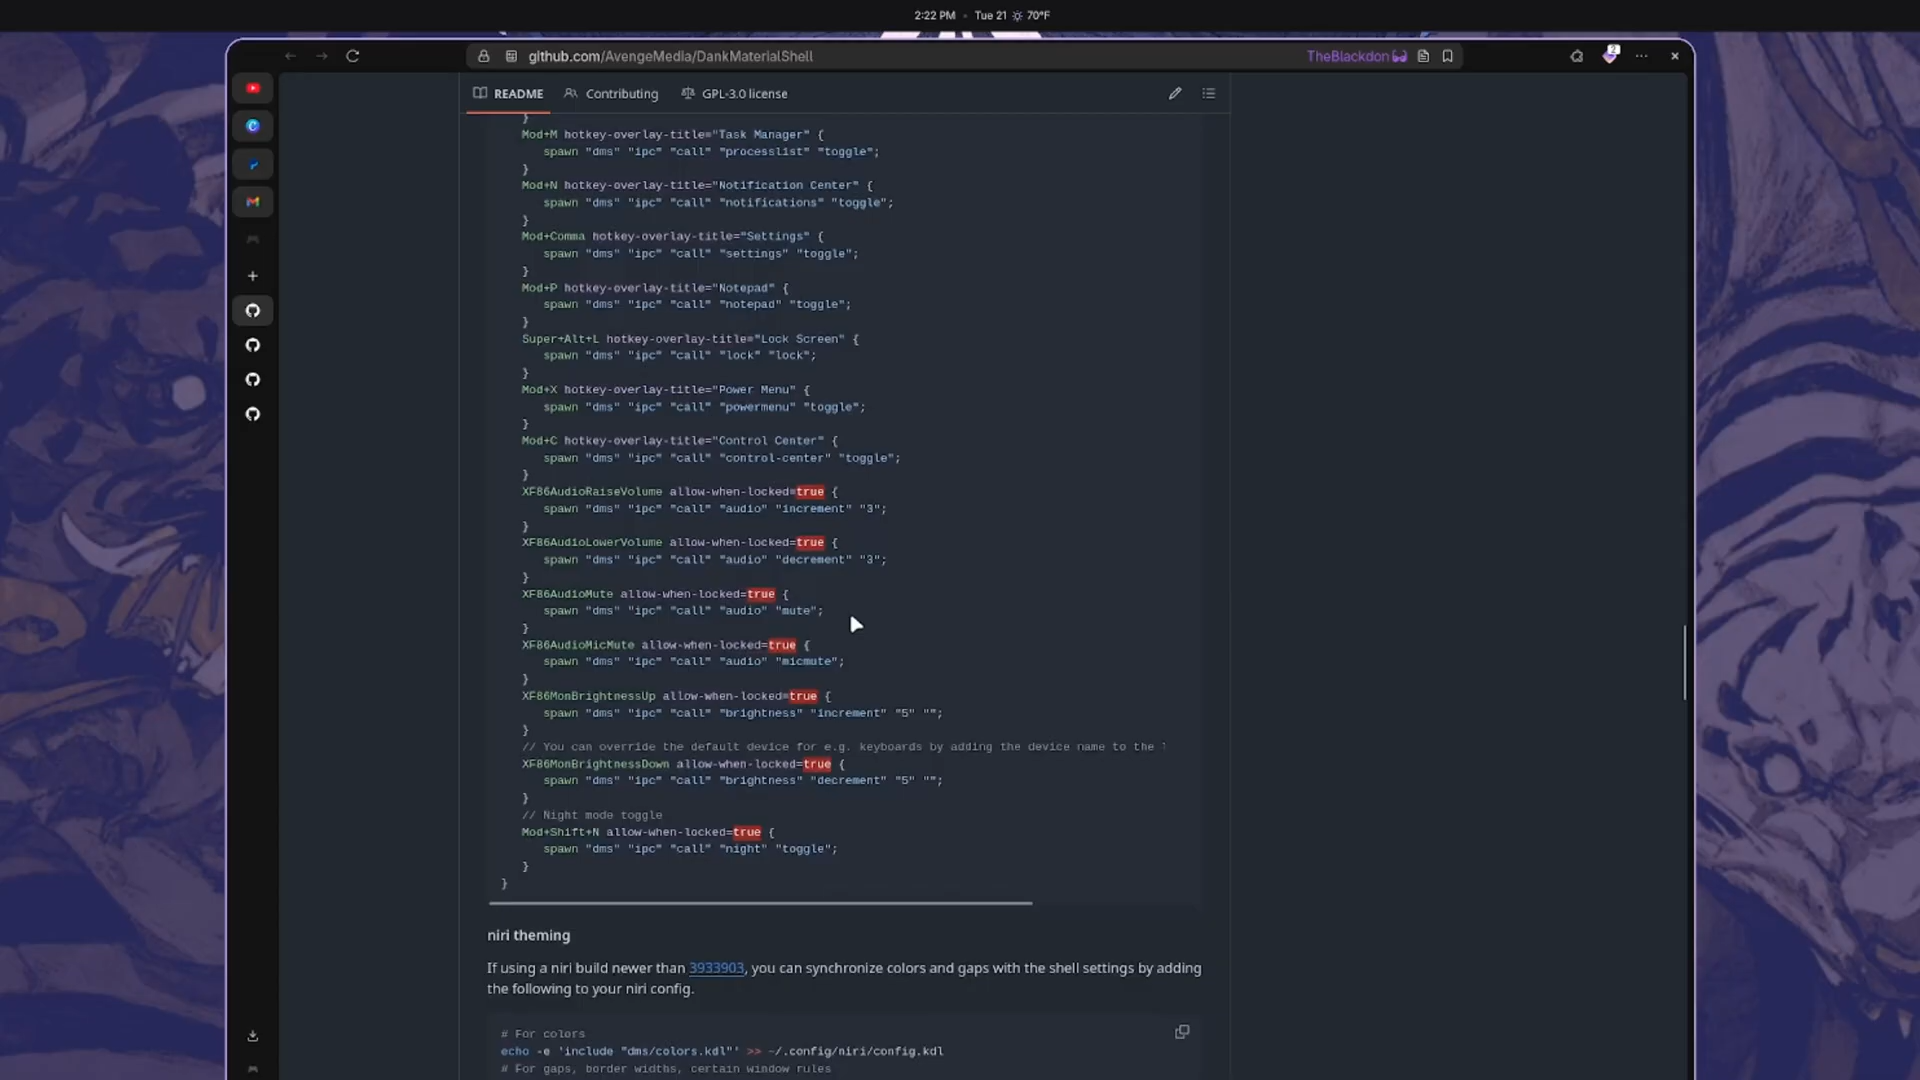 2:22 PM • Tue 21 70°F
github.com/AvengeMedia/DankMaterialShell
TheBlackdon
2
README
Contributing
GPL-3.0 license
}
Mod+M hotkey-overlay-title="Task Manager" {
spawn "dms" "ipc" "call" "processlist" "toggle";
}
Mod+N hotkey-overlay-title="Notification Center" {
spawn "dms" "ipc" "call" "notifications" "toggle";
}
Mod+Comma hotkey-overlay-title="Settings" {
spawn "dms" "ipc" "call" "settings" "toggle";
}
Mod+P hotkey-overlay-title="Notepad" {
spawn "dms" "ipc" "call" "notepad" "toggle";
}
Super+Alt+L hotkey-overlay-title="Lock Screen" {
spawn "dms" "ipc" "call" "lock" "lock";
}
Mod+X hotkey-overlay-title="Power Menu" {
spawn "dms" "ipc" "call" "powermenu" "toggle";
}
Mod+C hotkey-overlay-title="Control Center" {
spawn "dms" "ipc" "call" "control-center" "toggle";
}
XF86AudioRaiseVolume allow-when-locked=true {
spawn "dms" "ipc" "call" "audio" "increment" "3";
}
XF86AudioLowerVolume allow-when-locked=true {
spawn "dms" "ipc" "call" "audio" "decrement" "3";
}
XF86AudioMute allow-when-locked=true {
spawn "dms" "ipc" "call" "audio" "mute";
}
XF86AudioMicMute allow-when-locked=true {
spawn "dms" "ipc" "call" "audio" "micmute";
}
XF86MonBrightnessUp allow-when-locked=true {
spawn "dms" "ipc" "call" "brightness" "increment" "5" "";
}
// You can override the default device for e.g. keyboards by adding the device name to the
XF86MonBrightnessDown allow-when-locked=true {
spawn "dms" "ipc" "call" "brightness" "decrement" "5" "";
}
// Night mode toggle
Mod+Shift+N allow-when-locked=true {
spawn "dms" "ipc" "call" "night" "toggle";
}
}
niri theming
If using a niri build newer than 3933903, you can synchronize colors and gaps with the shell settings by adding
the following to your niri config.
# For colors
echo -e 'include "dms/colors.kdl"' >> ~/.config/niri/config.kdl
# For gaps, border widths, certain window rules